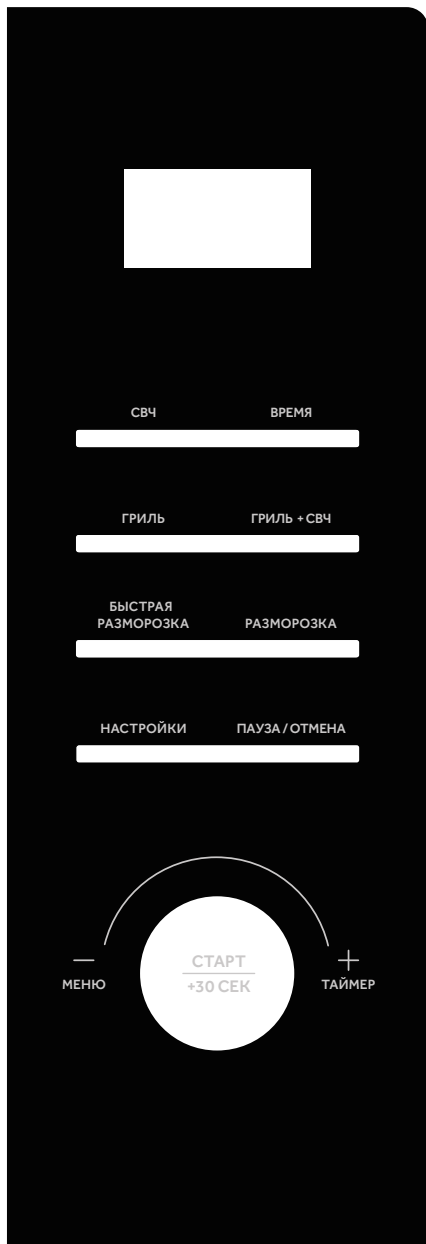 СВЧ ВРЕМЯ
ГРИЛЬ ГРИЛЬ + СВЧ
БЫСТРАЯ
РАЗМОРОЗКА РАЗМОРОЗКА
НАСТРОЙКИ ПАУЗА / ОТМЕНА
СТАРТ
+30 СЕК
— +
МЕНЮ ТАЙМЕР